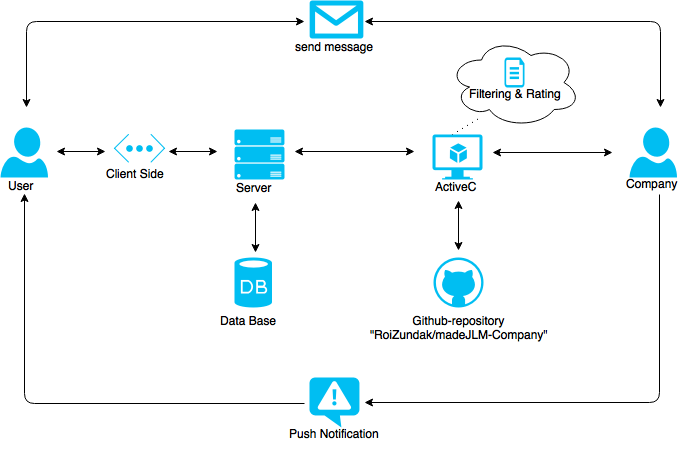 send message
Filtering & Rating
User
Client Side
Server
ActiveC
Company
DB
Data Base
Github-repository
"RoiZundak/madeJLM-Company"
Push Notification